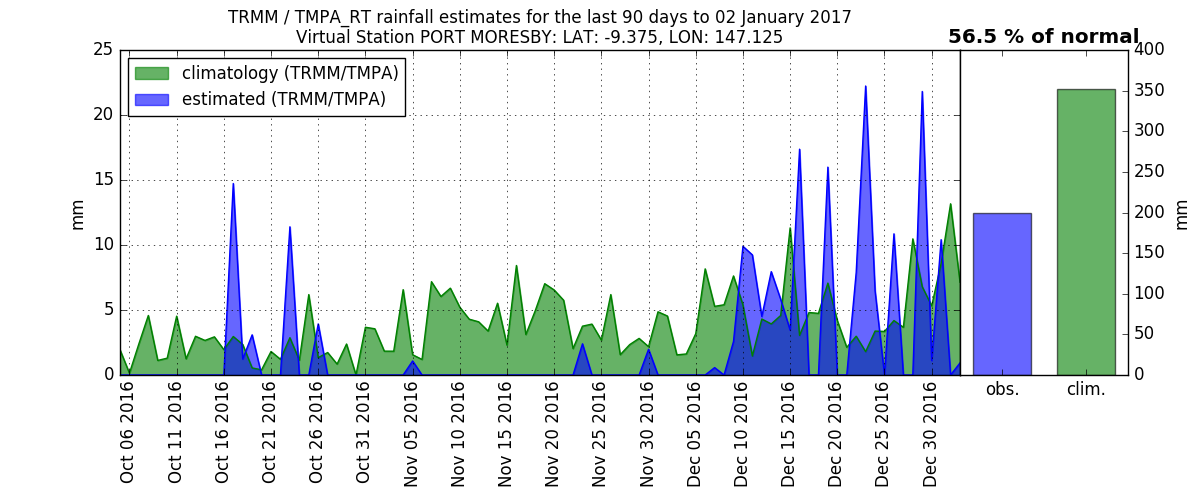 TRMM / TMPA_RT rainfall estimates for the last 90 days to 02 January 2017
Virtual Station PORT MORESBY: LAT: -9.375, LON: 147.125
56.5 % of normal
climatology (TRMM/TMPA)
estimated (TRMM/TMPA)
25
20
15
10
5
0
mm
Oct 06 2016
Oct 11 2016
Oct 16 2016
Oct 21 2016
Oct 26 2016
Oct 31 2016
Nov 05 2016
Nov 10 2016
Nov 15 2016
Nov 20 2016
Nov 25 2016
Nov 30 2016
Dec 05 2016
Dec 10 2016
Dec 15 2016
Dec 20 2016
Dec 25 2016
Dec 30 2016
obs.
clim.
400
350
300
250
200
150
100
50
0
mm